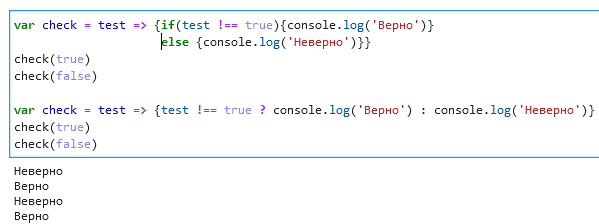 var check = test => {if(test !== true){console.log('Верно')}
else {console.log('Неверно')}}
check(true)
check(false)
var check = test => {test !== true ? console.log('Верно') : console.log('Неверно')}
check(true)
check(false)
Неверно
Верно
Неверно
Верно